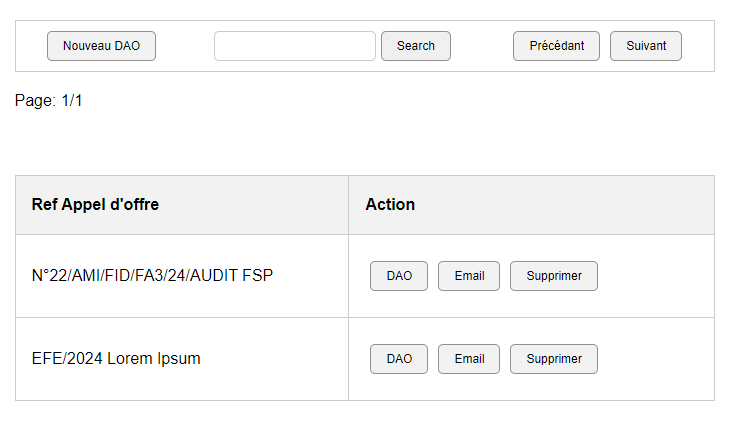 Nouveau DAO Search Précédant Suivant
Page: 1/1
Ref Appel d'offre Action
N°22/AMI/FID/FA3/24/AUDIT FSP DAO Email Supprimer
EFE/2024 Lorem Ipsum DAO Email Supprimer